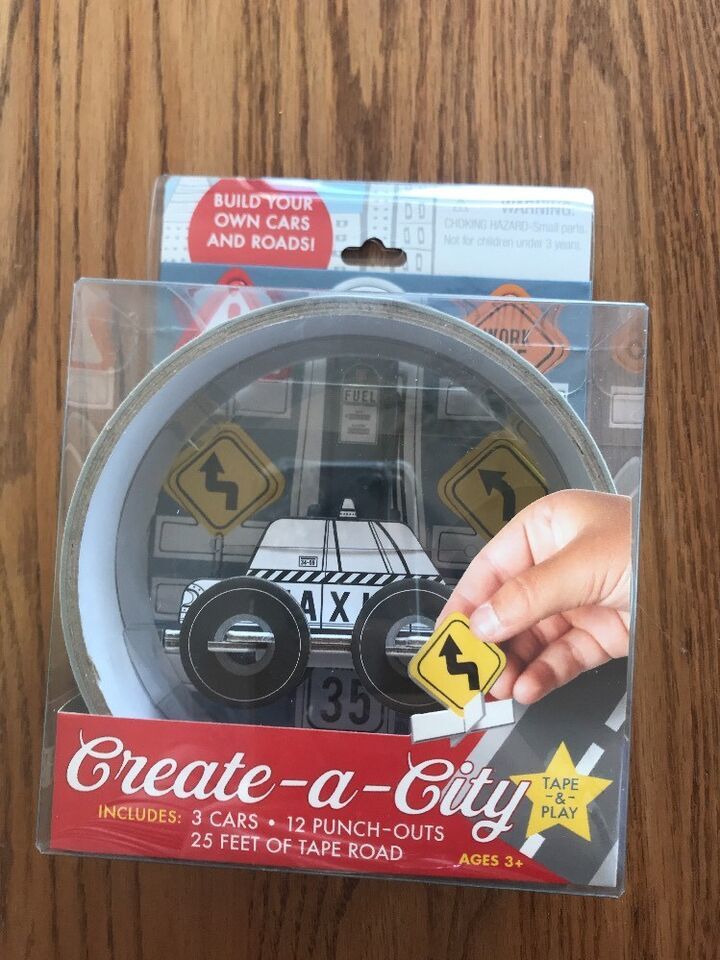 BUILD YOUR
OWN CARS
AND ROADS!
WARNING:
CHOKING HAZARD-Small parts.
Not for children under 3 years.
WORK
FUEL
TAXI
35
Create-a-City
INCLUDES: 3 CARS • 12 PUNCH-OUTS
25 FEET OF TAPE ROAD
TAPE
-&-
PLAY
AGES 3+